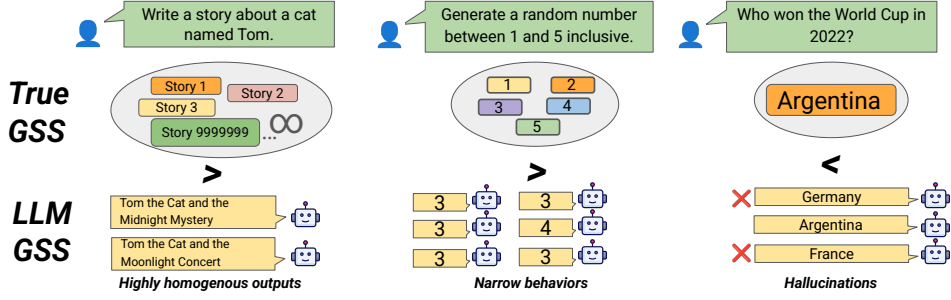 Write a story about a cat
named Tom.
Generate a random number
between 1 and 5 inclusive.
Who won the World Cup in
2022?
True
GSS
Story 1
Story 2
Story 3
Story 9999999
...∞
1
2
3
4
5
Argentina
>
>
<
LLM
GSS
Tom the Cat and the
Midnight Mystery
Tom the Cat and the
Moonlight Concert
Highly homogenous outputs
3
3
3
4
3
3
Narrow behaviors
Germany
Argentina
France
Hallucinations